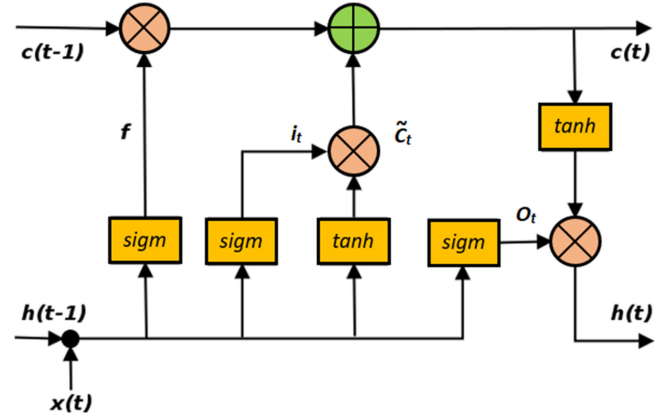 c(t-1)
c(t)
f
i_t
C̃_t
tanh
sigm
sigm
tanh
sigm
O_t
h(t-1)
h(t)
x(t)